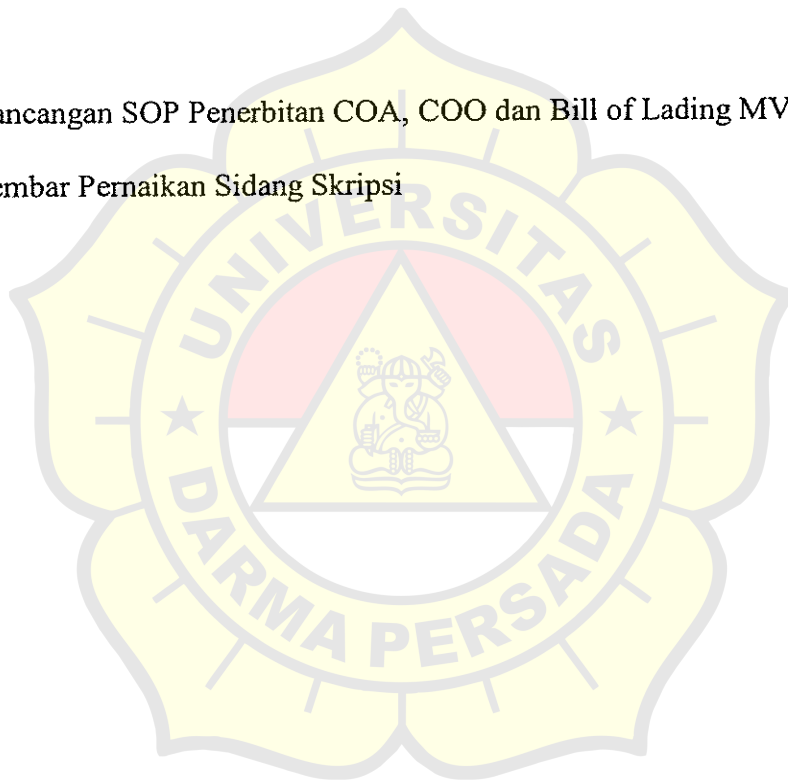 ancangan SOP Penerbitan COA, COO dan Bill of Lading MV
embar Pernaikan Sidang Skripsi
UNIVERSITAS
DARMA PERSADA